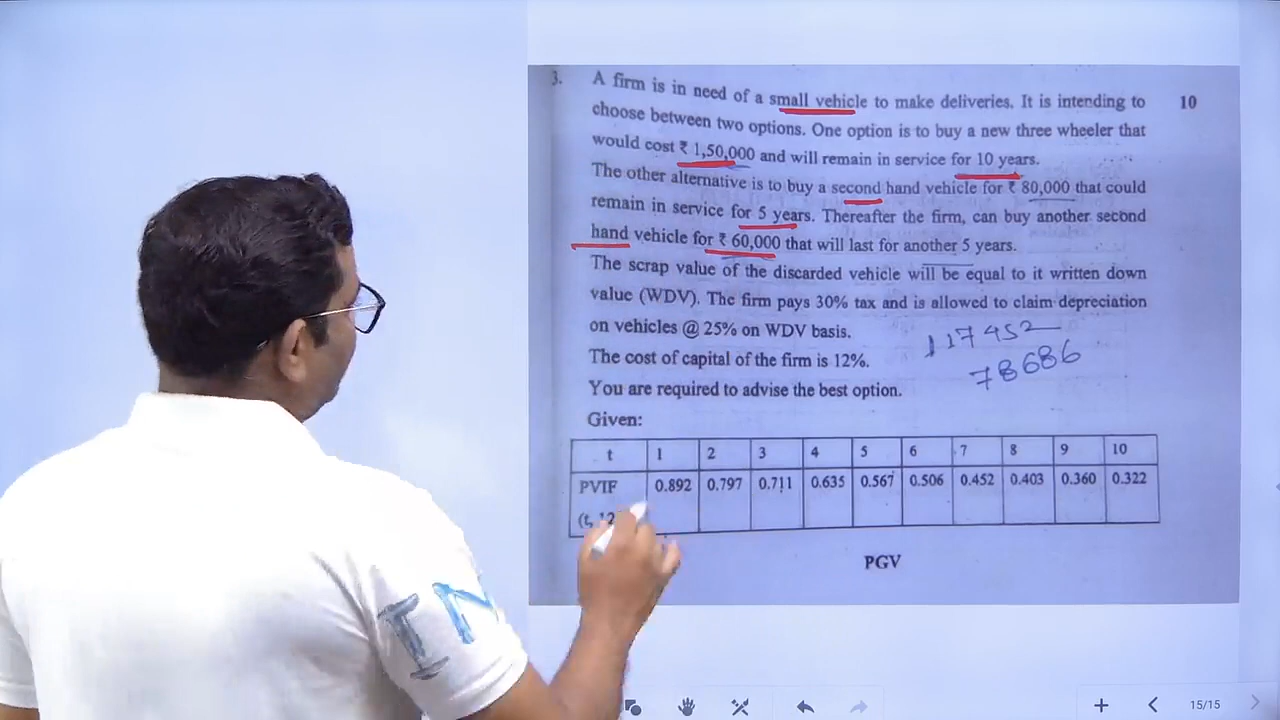 3. A firm is in need of a small vehicle to make deliveries. It is intending to 10
choose between two options. One option is to buy a new three wheeler that
would cost ₹ 1,50,000 and will remain in service for 10 years.
The other alternative is to buy a second hand vehicle for ₹ 80,000 that could
remain in service for 5 years. Thereafter the firm, can buy another second
hand vehicle for ₹ 60,000 that will last for another 5 years.
The scrap value of the discarded vehicle will be equal to it written down
value (WDV). The firm pays 30% tax and is allowed to claim depreciation
on vehicles @ 25% on WDV basis.
117452
The cost of capital of the firm is 12%.
78686
You are required to advise the best option.
Given:
t 1 2 3 4 5 6 7 8 9 10
PVIF 0.892 0.797 0.711 0.635 0.567 0.506 0.452 0.403 0.360 0.322
(t, 12
PGV
IN
15/15